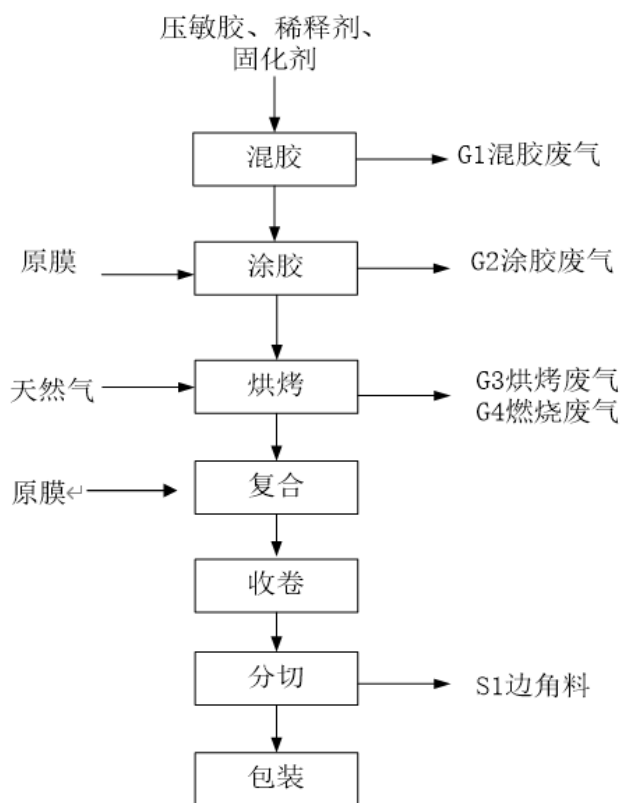 压敏胶、稀释剂、
固化剂
混胶
G1混胶废气
原膜
涂胶
G2涂胶废气
天然气
烘烤
G3烘烤废气
G4燃烧废气
原膜↵
复合
收卷
分切
S1边角料
包装